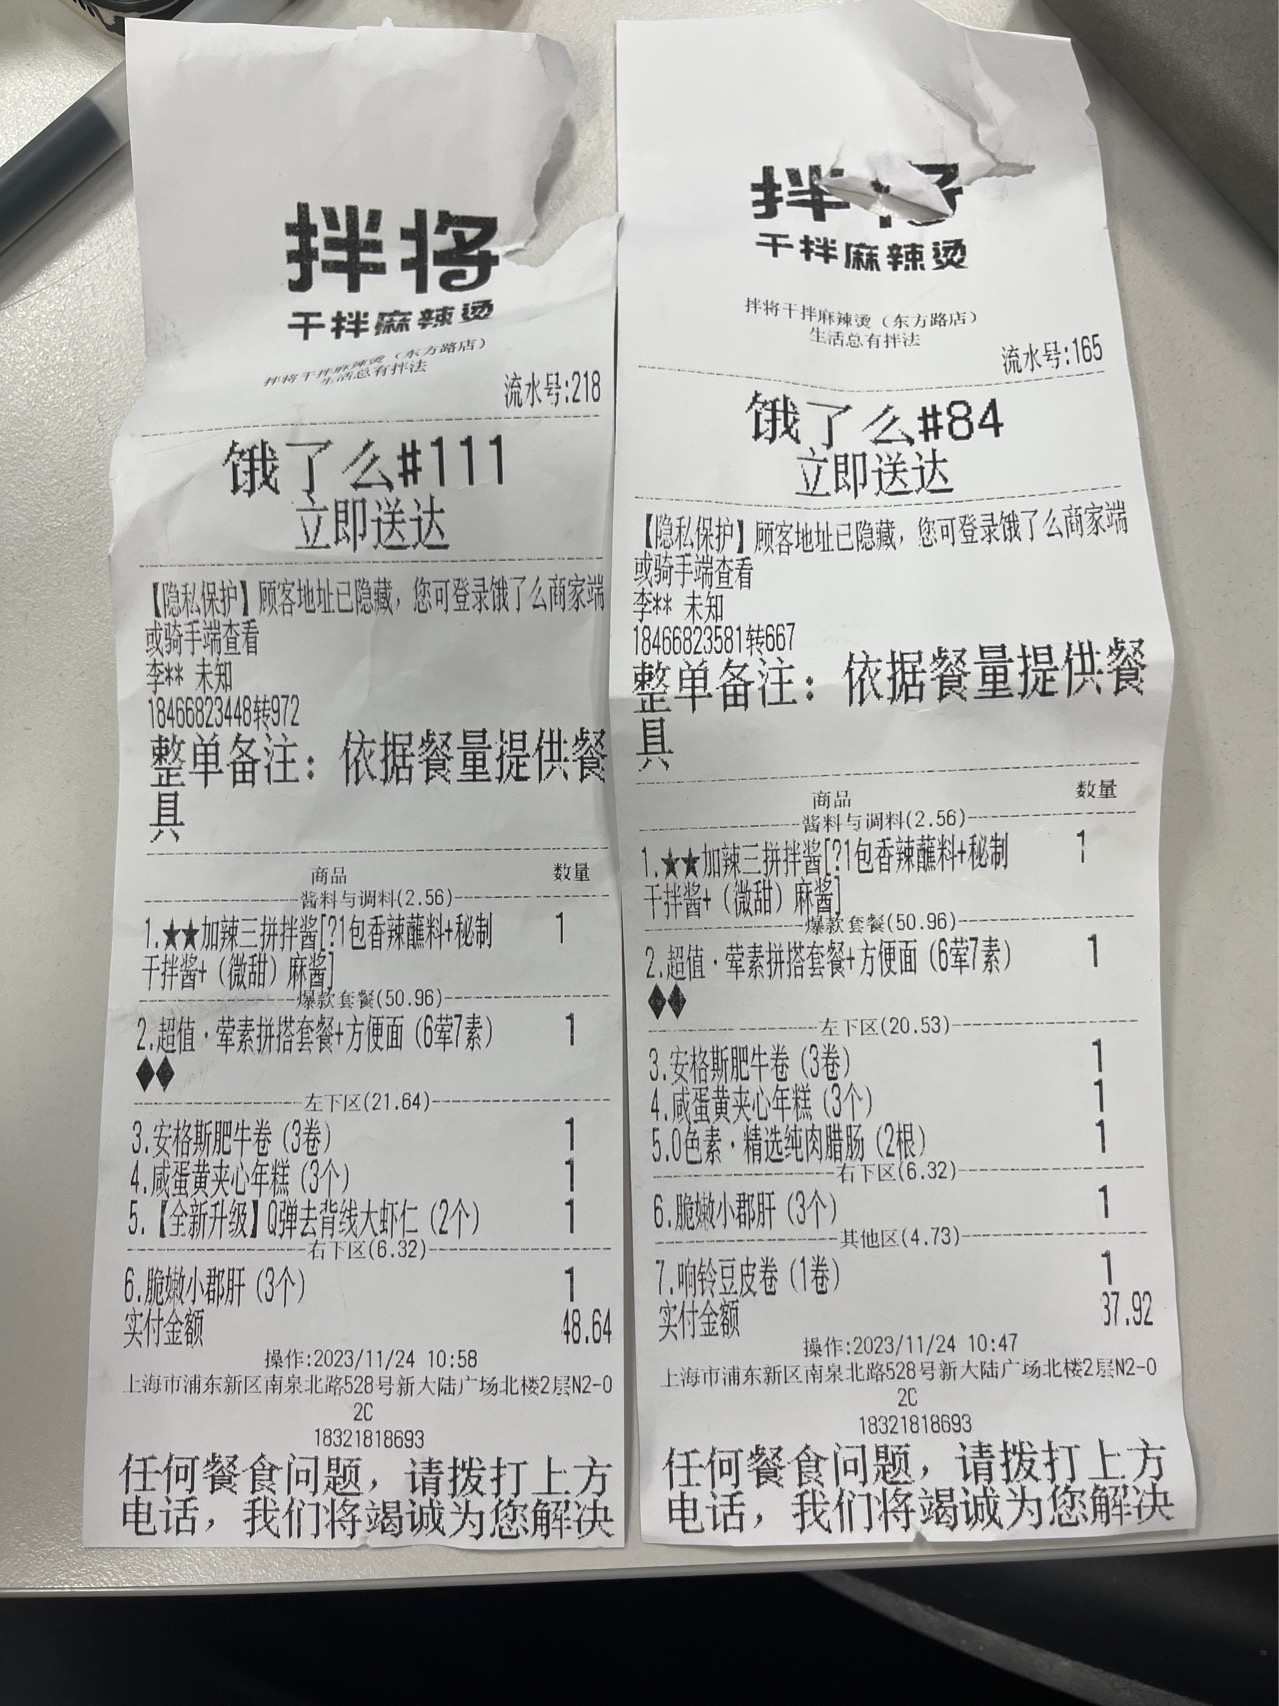 拌将
干拌麻辣烫
拌将干拌麻辣烫（东方路店）
生活总有拌法
流水号:218
饿了么#111
立即送达
【隐私保护】顾客地址已隐藏，您可登录饿了么商家端
或骑手端查看
李** 未知
18466823448转972
整单备注：依据餐量提供餐
具
商品 数量
酱料与调料(2.56)
1.★★加辣三拼拌酱[?1包香辣蘸料+秘制 1
干拌酱+（微甜）麻酱]
爆款套餐(50.96)
2.超值·荤素拼搭套餐+方便面（6荤7素） 1
♦♦
左下区(21.64)
3.安格斯肥牛卷（3卷） 1
4.咸蛋黄夹心年糕（3个） 1
5.【全新升级】Q弹去背线大虾仁（2个） 1
右下区(6.32)
6.脆嫩小郡肝（3个） 1
实付金额 48.64
操作:2023/11/24 10:58
上海市浦东新区南泉北路528号新大陆广场北楼2层N2-0
2C
18321818693
任何餐食问题，请拨打上方
电话，我们将竭诚为您解决
拌将
干拌麻辣烫
拌将干拌麻辣烫（东方路店）
生活总有拌法
流水号:165
饿了么#84
立即送达
【隐私保护】顾客地址已隐藏，您可登录饿了么商家端
或骑手端查看
李** 未知
18466823581转667
整单备注：依据餐量提供餐
具
商品 数量
酱料与调料(2.56)
1.★★加辣三拼拌酱[?1包香辣蘸料+秘制 1
干拌酱+（微甜）麻酱]
爆款套餐(50.96)
2.超值·荤素拼搭套餐+方便面（6荤7素） 1
♦♦
左下区(20.53)
3.安格斯肥牛卷（3卷） 1
4.咸蛋黄夹心年糕（3个） 1
5.0色素·精选纯肉腊肠（2根） 1
右下区(6.32)
6.脆嫩小郡肝（3个） 1
其他区(4.73)
7.响铃豆皮卷（1卷） 1
实付金额 37.92
操作:2023/11/24 10:47
上海市浦东新区南泉北路528号新大陆广场北楼2层N2-0
2C
18321818693
任何餐食问题，请拨打上方
电话，我们将竭诚为您解决